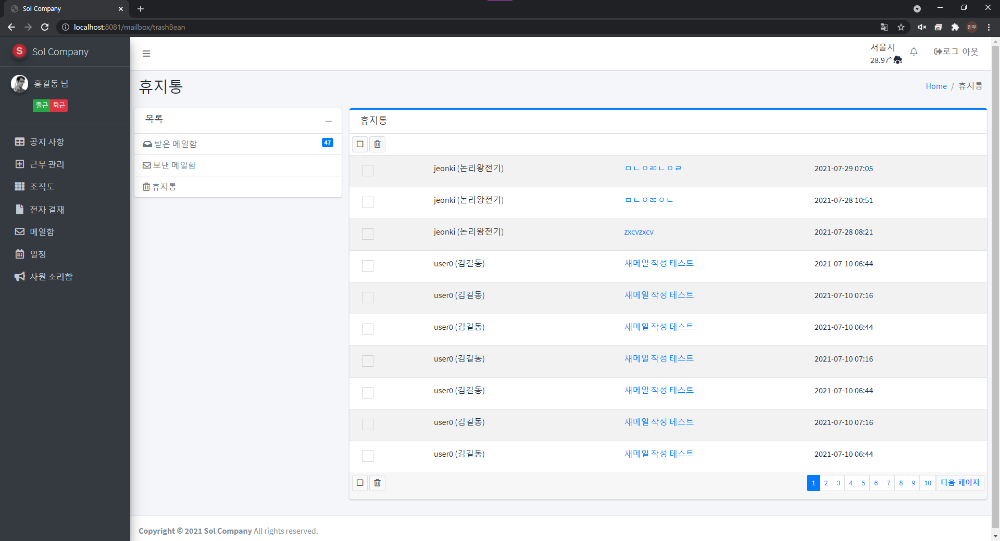 Sol Company
localhost:8081/mailbox/trashBean
진우
S Sol Company
서울시
28.97°
로그 아웃
홍길동 님
출근 퇴근
공지 사항
근무 관리
조직도
전자 결재
메일함
일정
사원 소리함
휴지통
Home / 휴지통
목록
받은 메일함 47
보낸 메일함
휴지통
휴지통
jeonki (논리왕전기) ㅁㄴㅇㄻㄴㅇㄹ 2021-07-29 07:05
jeonki (논리왕전기) ㅁㄴㅇㄻㅇㄴ 2021-07-28 10:51
jeonki (논리왕전기) zxcvzxcv 2021-07-28 08:21
user0 (김길동) 새메일 작성 테스트 2021-07-10 06:44
user0 (김길동) 새메일 작성 테스트 2021-07-10 07:16
user0 (김길동) 새메일 작성 테스트 2021-07-10 06:44
user0 (김길동) 새메일 작성 테스트 2021-07-10 07:16
user0 (김길동) 새메일 작성 테스트 2021-07-10 06:44
user0 (김길동) 새메일 작성 테스트 2021-07-10 07:16
user0 (김길동) 새메일 작성 테스트 2021-07-10 06:44
1 2 3 4 5 6 7 8 9 10 다음 페이지
Copyright © 2021 Sol Company All rights reserved.